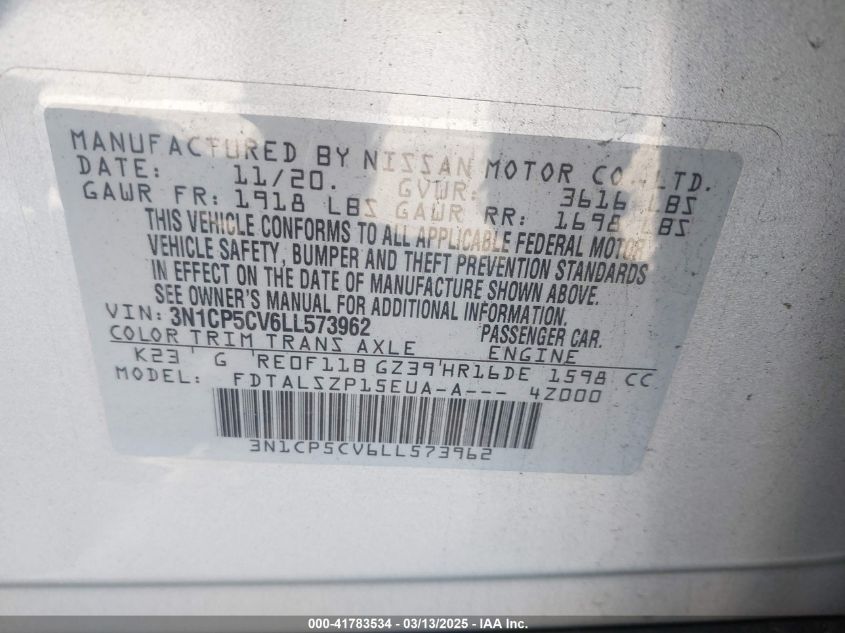 MANUFACTURED BY NISSAN MOTOR CO.,LTD.
DATE: 11/20. GVWR: 3616 LBS
GAWR FR: 1918 LBS GAWR RR: 1698 LBS
THIS VEHICLE CONFORMS TO ALL APPLICABLE FEDERAL MOTOR
VEHICLE SAFETY, BUMPER AND THEFT PREVENTION STANDARDS
IN EFFECT ON THE DATE OF MANUFACTURE SHOWN ABOVE.
SEE OWNER'S MANUAL FOR ADDITIONAL INFORMATION.
VIN: 3N1CP5CV6LL573962 PASSENGER CAR.
COLOR TRIM TRANS AXLE ENGINE
K23 ' G 'RE0F11B GZ39'HR16DE 1598 CC
MODEL: FDTALSZP15EUA-A--- 4Z000
3N1CP5CV6LL573962
000-41783534 — 03/13/2025 — IAA Inc.